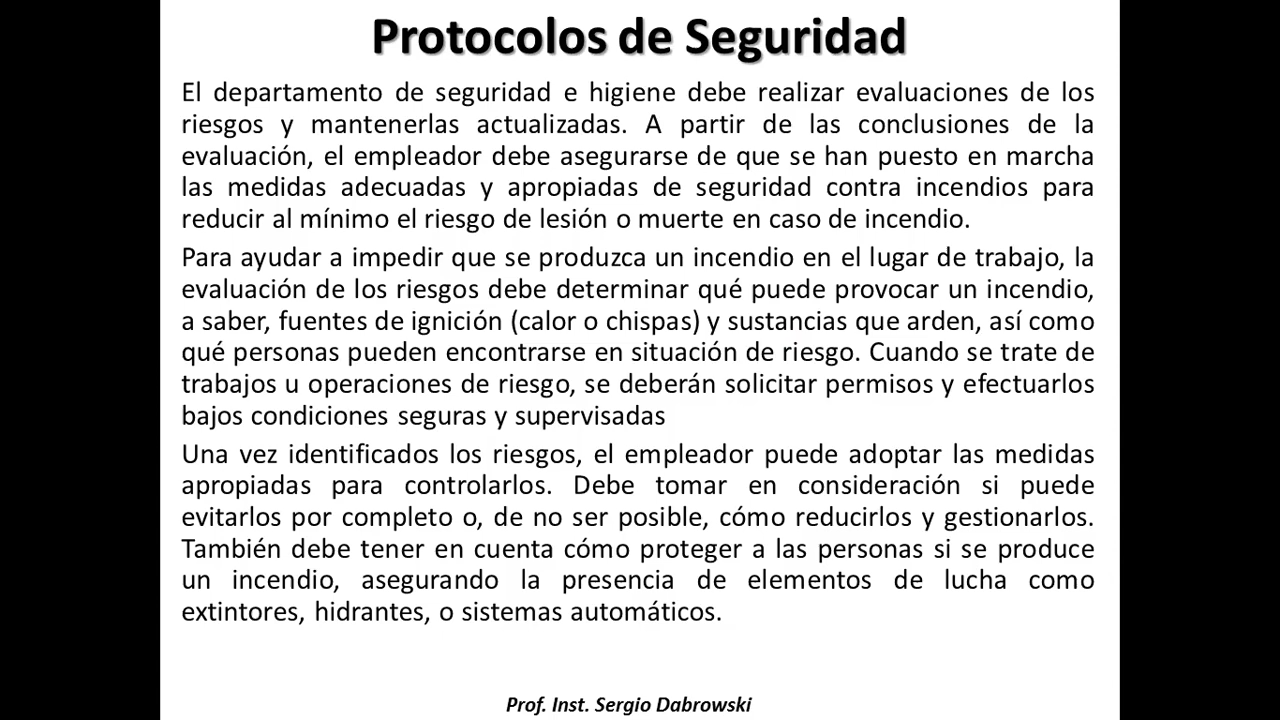 Protocolos de Seguridad
El departamento de seguridad e higiene debe realizar evaluaciones de los
riesgos y mantenerlas actualizadas. A partir de las conclusiones de la
evaluación, el empleador debe asegurarse de que se han puesto en marcha
las medidas adecuadas y apropiadas de seguridad contra incendios para
reducir al mínimo el riesgo de lesión o muerte en caso de incendio.
Para ayudar a impedir que se produzca un incendio en el lugar de trabajo, la
evaluación de los riesgos debe determinar qué puede provocar un incendio,
a saber, fuentes de ignición (calor o chispas) y sustancias que arden, así como
qué personas pueden encontrarse en situación de riesgo. Cuando se trate de
trabajos u operaciones de riesgo, se deberán solicitar permisos y efectuarlos
bajos condiciones seguras y supervisadas
Una vez identificados los riesgos, el empleador puede adoptar las medidas
apropiadas para controlarlos. Debe tomar en consideración si puede
evitarlos por completo o, de no ser posible, cómo reducirlos y gestionarlos.
También debe tener en cuenta cómo proteger a las personas si se produce
un incendio, asegurando la presencia de elementos de lucha como
extintores, hidrantes, o sistemas automáticos.
Prof. Inst. Sergio Dabrowski